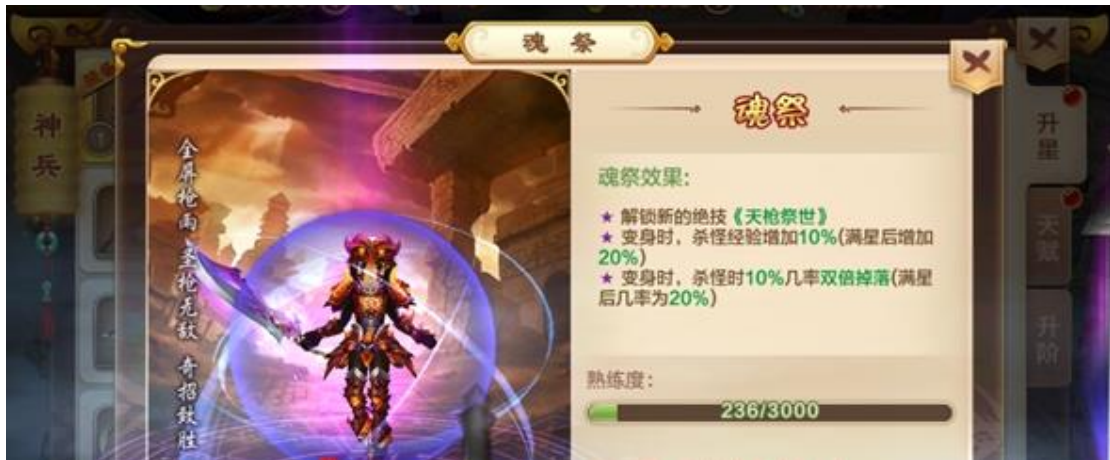 魂祭
神兵
全屏枪雨 圣枪无敌 奇招致胜
魂祭
魂祭效果:
★ 解锁新的绝技《天枪祭世》
★ 变身时，杀怪经验增加10%(满星后增加
20%)
★ 变身时，杀怪时10%几率双倍掉落(满星
后几率为20%)
熟练度:
236/3000
升星
天赋
升阶